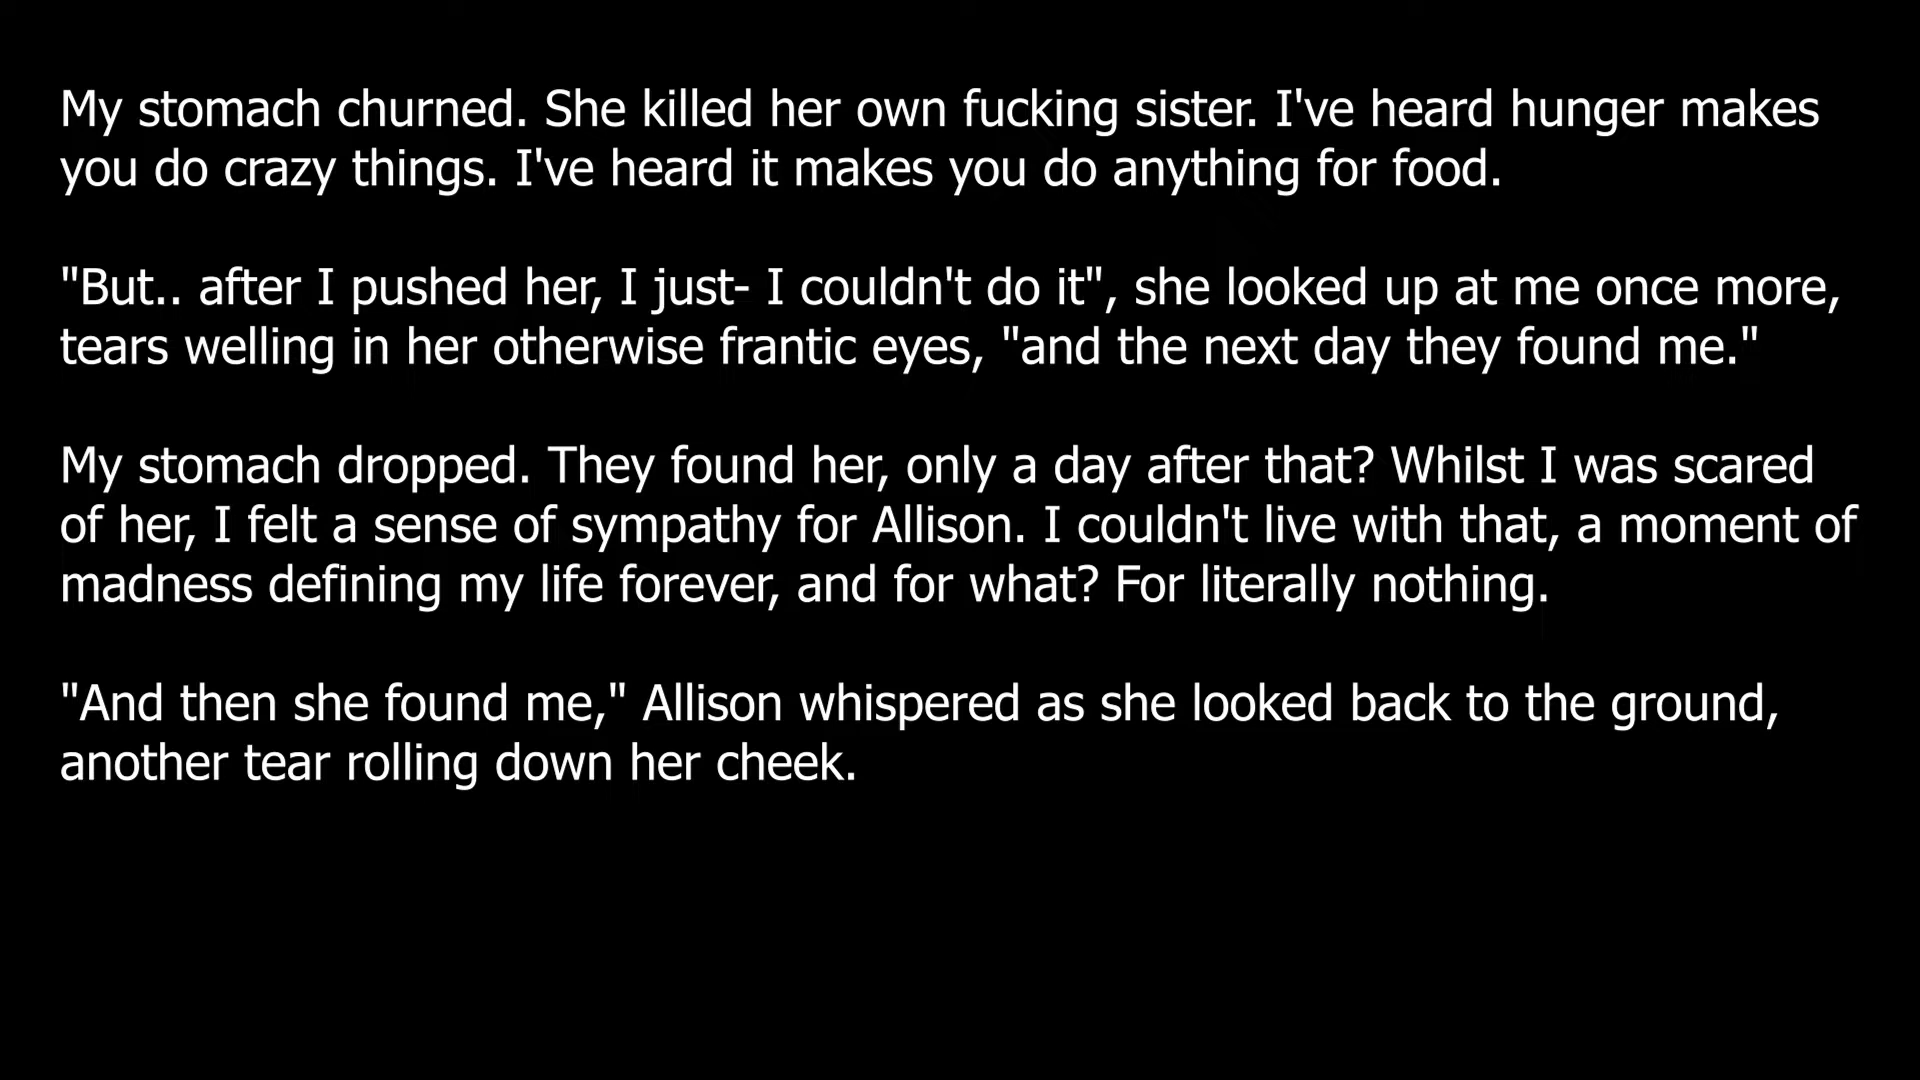 My stomach churned. She killed her own fucking sister. I've heard hunger makes
you do crazy things. I've heard it makes you do anything for food.
"But.. after I pushed her, I just- I couldn't do it", she looked up at me once more,
tears welling in her otherwise frantic eyes, "and the next day they found me."
My stomach dropped. They found her, only a day after that? Whilst I was scared
of her, I felt a sense of sympathy for Allison. I couldn't live with that, a moment of
madness defining my life forever, and for what? For literally nothing.
"And then she found me," Allison whispered as she looked back to the ground,
another tear rolling down her cheek.